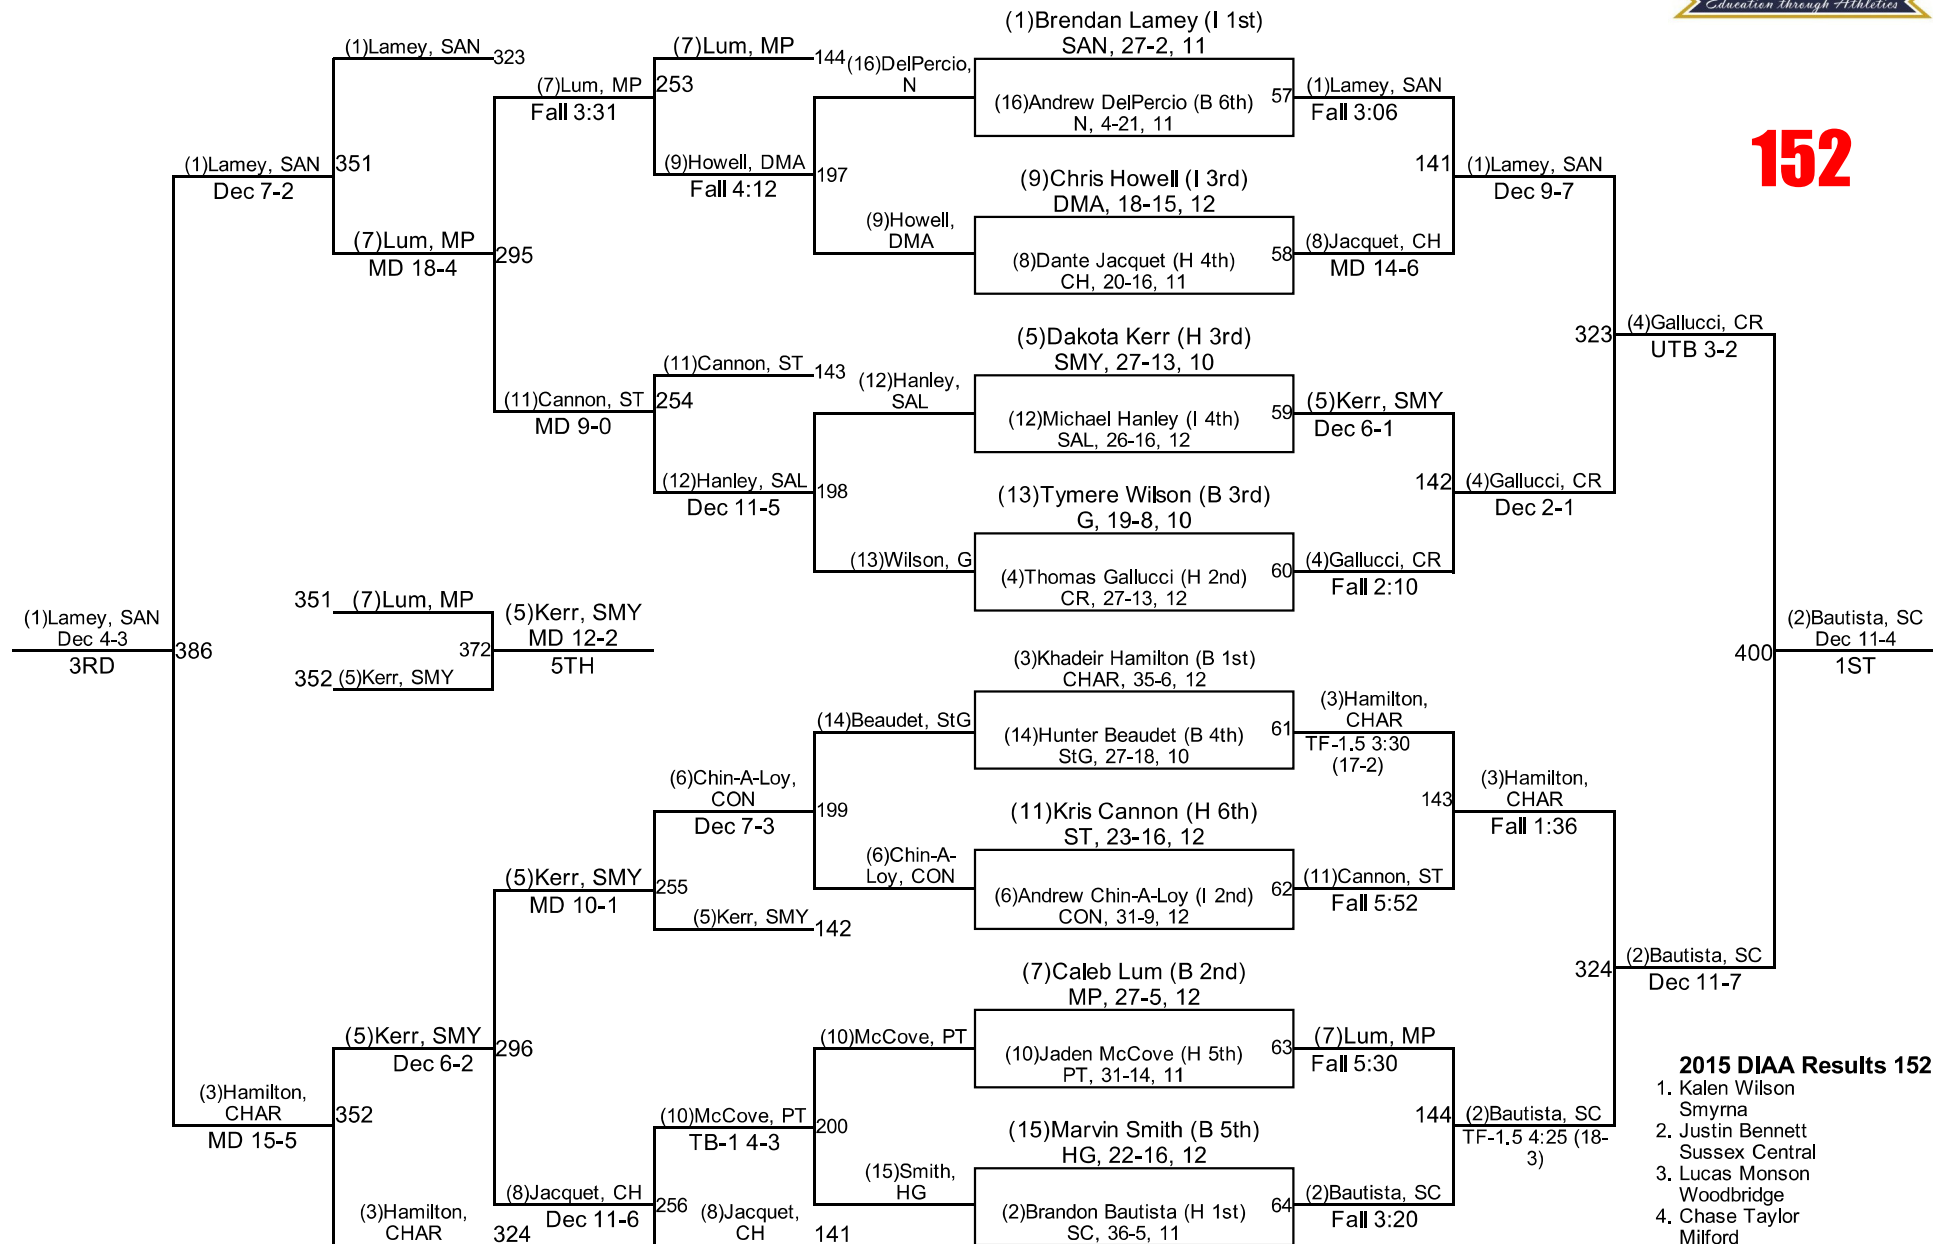 Education through Athletics
152
(1)Lamey, SAN
323
(7)Lum, MP
144
(1)Brendan Lamey (I 1st)
SAN, 27-2, 11
(16)DelPercio,
N
(7)Lum, MP
253
Fall 3:31
(16)Andrew DelPercio (B 6th)
N, 4-21, 11
57
(1)Lamey, SAN
Fall 3:06
(1)Lamey, SAN
351
Dec 7-2
(9)Howell, DMA
197
Fall 4:12
(9)Chris Howell (I 3rd)
DMA, 18-15, 12
141
(1)Lamey, SAN
Dec 9-7
(7)Lum, MP
295
MD 18-4
(9)Howell,
DMA
(8)Dante Jacquet (H 4th)
CH, 20-16, 11
58
(8)Jacquet, CH
MD 14-6
(5)Dakota Kerr (H 3rd)
SMY, 27-13, 10
323
(4)Gallucci, CR
UTB 3-2
(11)Cannon, ST
143
(12)Hanley,
SAL
(11)Cannon, ST
254
MD 9-0
(12)Michael Hanley (I 4th)
SAL, 26-16, 12
59
(5)Kerr, SMY
Dec 6-1
(12)Hanley, SAL
198
Dec 11-5
(13)Tymere Wilson (B 3rd)
G, 19-8, 10
142
(4)Gallucci, CR
Dec 2-1
(13)Wilson, G
(4)Thomas Gallucci (H 2nd)
CR, 27-13, 12
60
(4)Gallucci, CR
Fall 2:10
(1)Lamey, SAN
Dec 4-3
3RD
386
351
(7)Lum, MP
352
(5)Kerr, SMY
372
(5)Kerr, SMY
MD 12-2
5TH
400
(2)Bautista, SC
Dec 11-4
1ST
(3)Khadeir Hamilton (B 1st)
CHAR, 35-6, 12
(14)Beaudet, StG
(14)Hunter Beaudet (B 4th)
StG, 27-18, 10
61
(3)Hamilton,
CHAR
TF-1.5 3:30
(17-2)
(6)Chin-A-Loy,
CON
Dec 7-3
199
(11)Kris Cannon (H 6th)
ST, 23-16, 12
143
(3)Hamilton,
CHAR
Fall 1:36
(5)Kerr, SMY
MD 10-1
255
(6)Chin-A-
Loy, CON
(6)Andrew Chin-A-Loy (I 2nd)
CON, 31-9, 12
62
(11)Cannon, ST
Fall 5:52
(5)Kerr, SMY
142
(7)Caleb Lum (B 2nd)
MP, 27-5, 12
324
(2)Bautista, SC
Dec 11-7
(5)Kerr, SMY
296
Dec 6-2
(10)McCove, PT
(10)Jaden McCove (H 5th)
PT, 31-14, 11
63
(7)Lum, MP
Fall 5:30
(3)Hamilton,
CHAR
MD 15-5
352
(10)McCove, PT
200
TB-1 4-3
(15)Marvin Smith (B 5th)
HG, 22-16, 12
144
(2)Bautista, SC
TF-1.5 4:25 (18-
3)
(15)Smith,
HG
(8)Jacquet, CH
256
Dec 11-6
(2)Brandon Bautista (H 1st)
SC, 36-5, 11
64
(2)Bautista, SC
Fall 3:20
(3)Hamilton,
CHAR
324
(8)Jacquet,
CH
141
2015 DIAA Results 152
1. Kalen Wilson
Smyrna
2. Justin Bennett
Sussex Central
3. Lucas Monson
Woodbridge
4. Chase Taylor
Milford